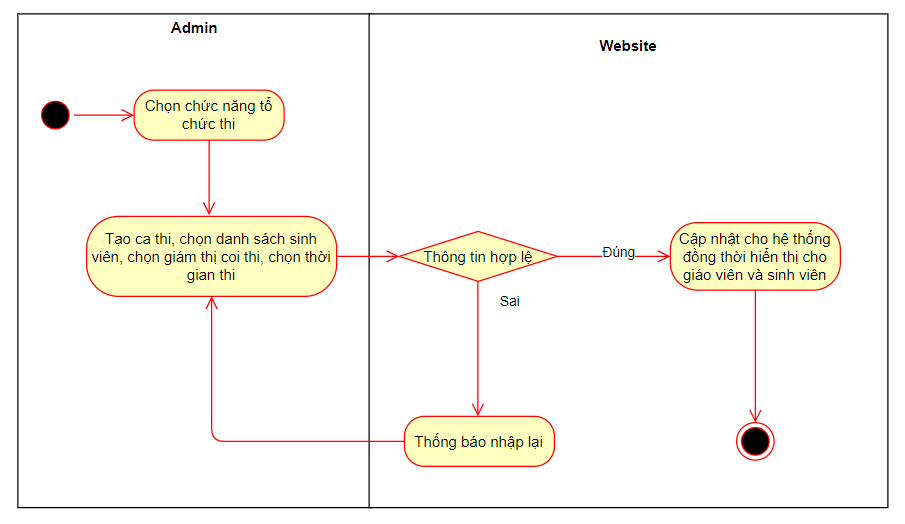 Admin
Website
Chọn chức năng tổ
chức thi
Tạo ca thi, chọn danh sách sinh
viên, chọn giám thị coi thi, chọn thời
gian thi
Thông tin hợp lệ
Đúng
Cập nhật cho hệ thống
đồng thời hiển thị cho
giáo viên và sinh viên
Sai
Thống báo nhập lại